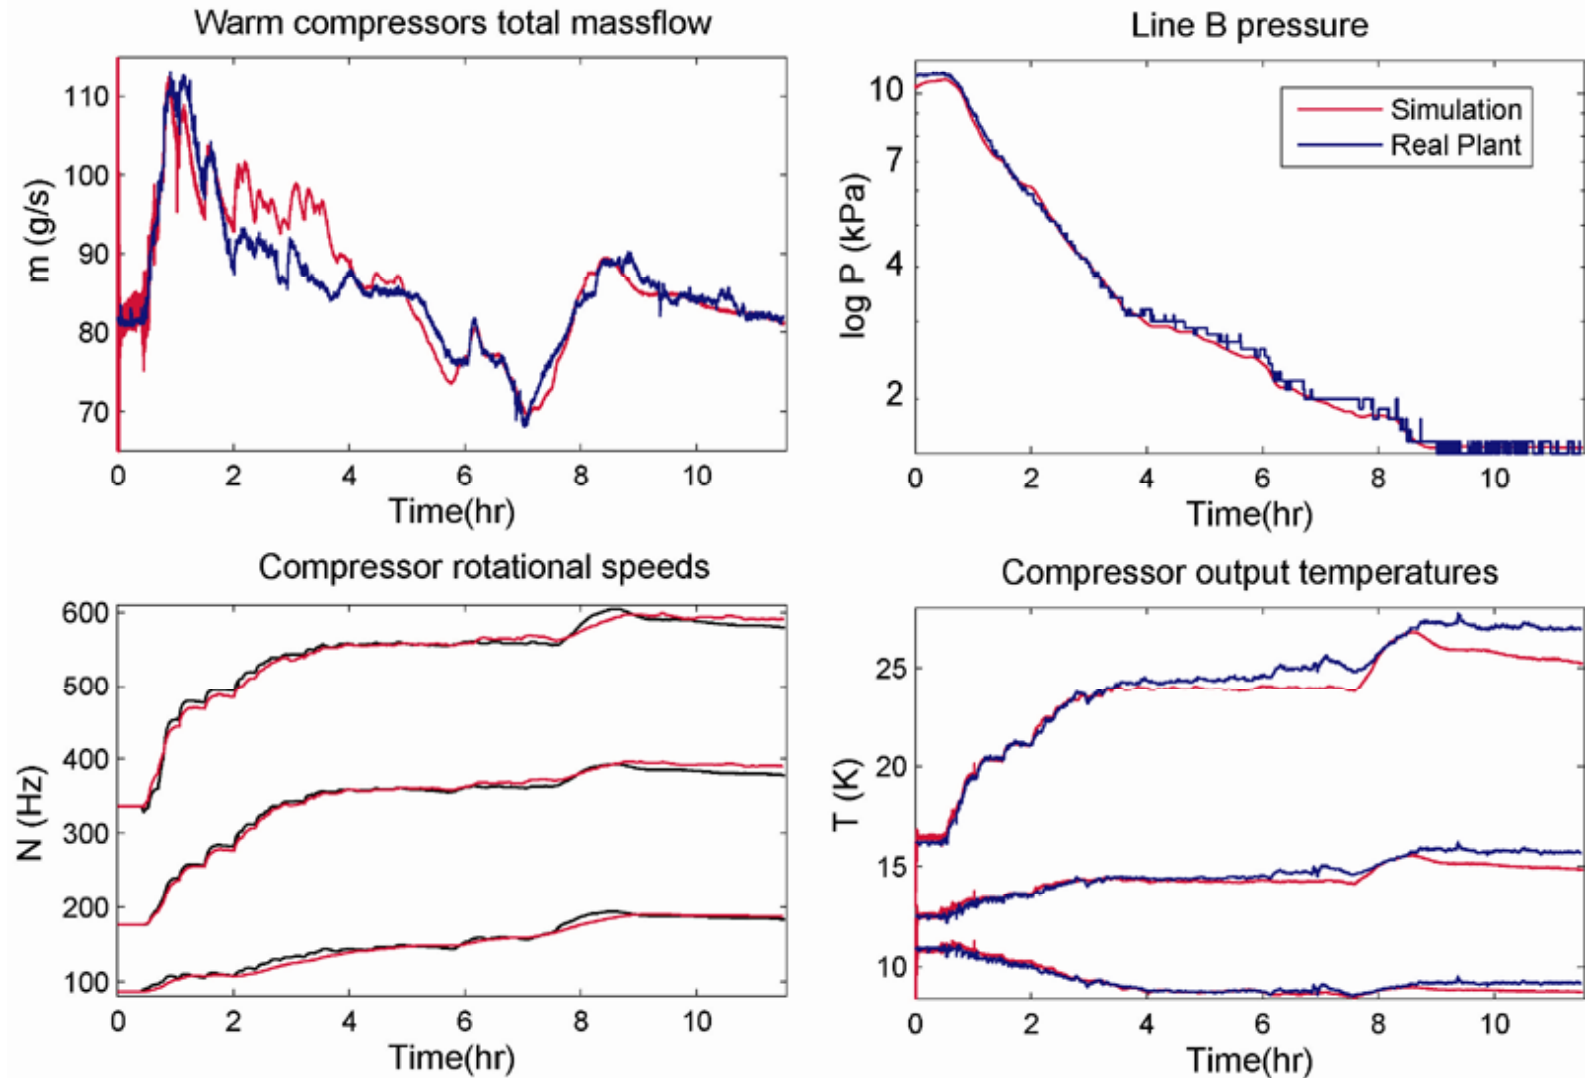 Warm compressors total massflow
110
100
90
80
70
m (g/s)
0 2 4 6 8 10
Time(hr)
Line B pressure
10
7
4
2
log P (kPa)
Simulation
Real Plant
0 2 4 6 8 10
Time(hr)
Compressor rotational speeds
600
500
400
300
200
100
N (Hz)
0 2 4 6 8 10
Time(hr)
Compressor output temperatures
25
20
15
10
T (K)
0 2 4 6 8 10
Time(hr)